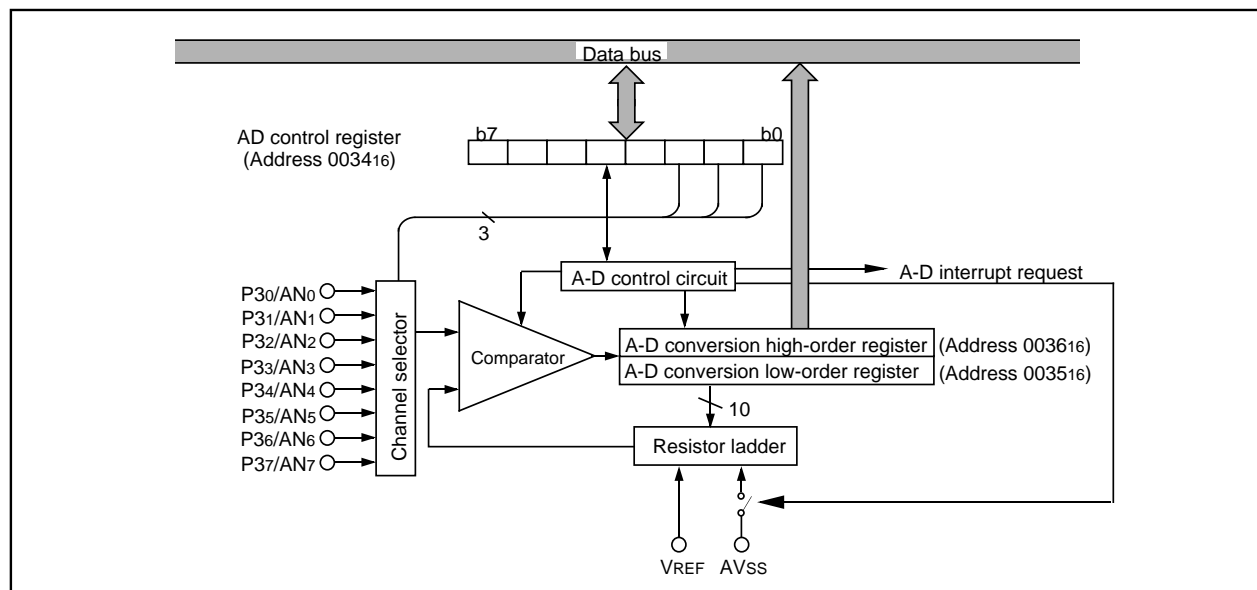 Data bus
b7 b0
AD control register
(Address 003416)
3
A-D control circuit
A-D interrupt request
P30/AN0
P31/AN1
P32/AN2
P33/AN3
P34/AN4
P35/AN5
P36/AN6
P37/AN7
Channel selector
Comparator
A-D conversion high-order register (Address 003616)
A-D conversion low-order register (Address 003516)
10
Resistor ladder
VREF AVSS